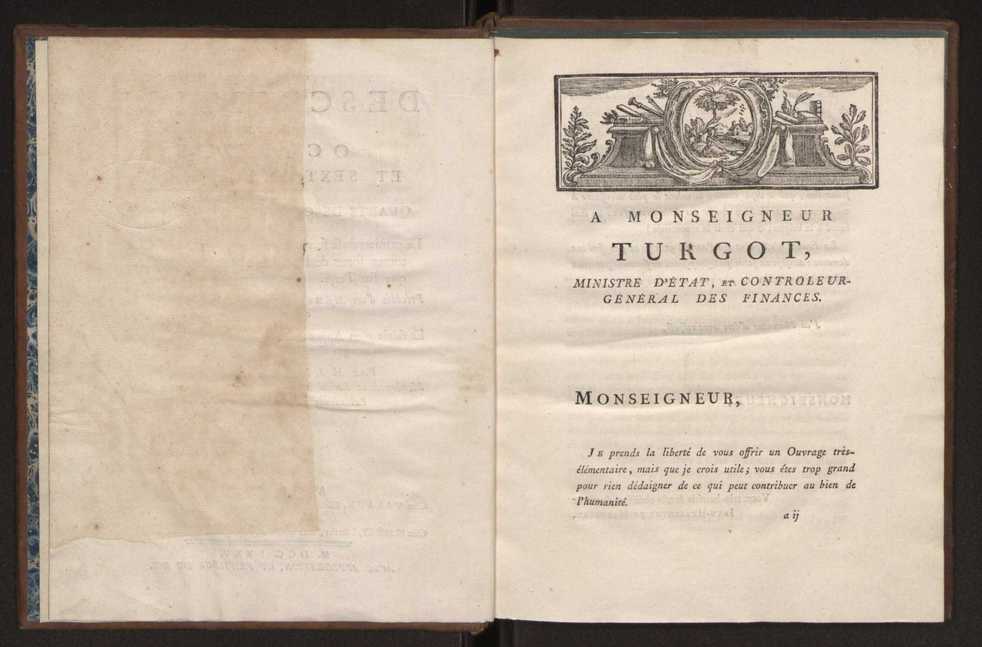 A MONSEIGNEUR
TURGOT,
MINISTRE D'ÉTAT, ET CONTROLEUR-
GÉNÉRAL DES FINANCES.
MONSEIGNEUR,
JE prends la liberté de vous offrir un Ouvrage très-
élémentaire, mais que je crois utile; vous êtes trop grand
pour rien dédaigner de ce qui peut contribuer au bien de
l'humanité.
a ij